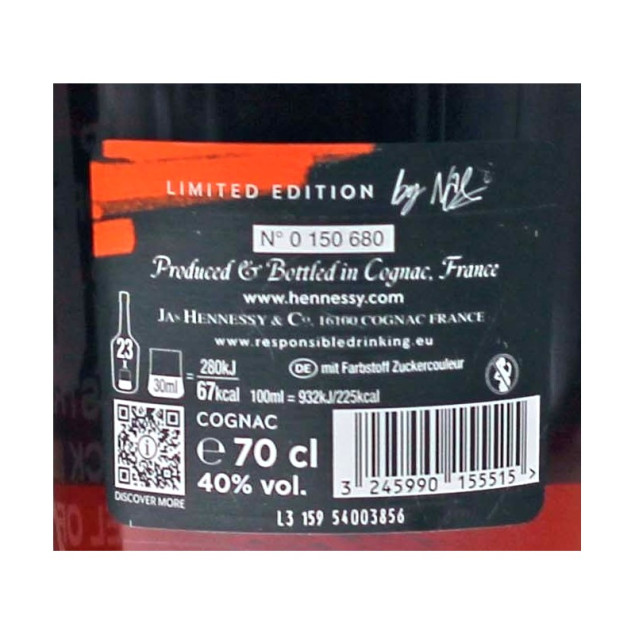 LIMITED EDITION by Nas
N° 0 150 680
Produced & Bottled in Cognac, France
www.hennessy.com
JAS HENNESSY & Co. 16100 COGNAC FRANCE
www.responsibledrinking.eu
23
30ml
= 280kJ
67kcal
100ml = 932kJ/225kcal
DE mit Farbstoff Zuckercouleur
DISCOVER MORE
COGNAC
e 70 cl
40% vol.
3 245990 155515 >
L3 159 54003856